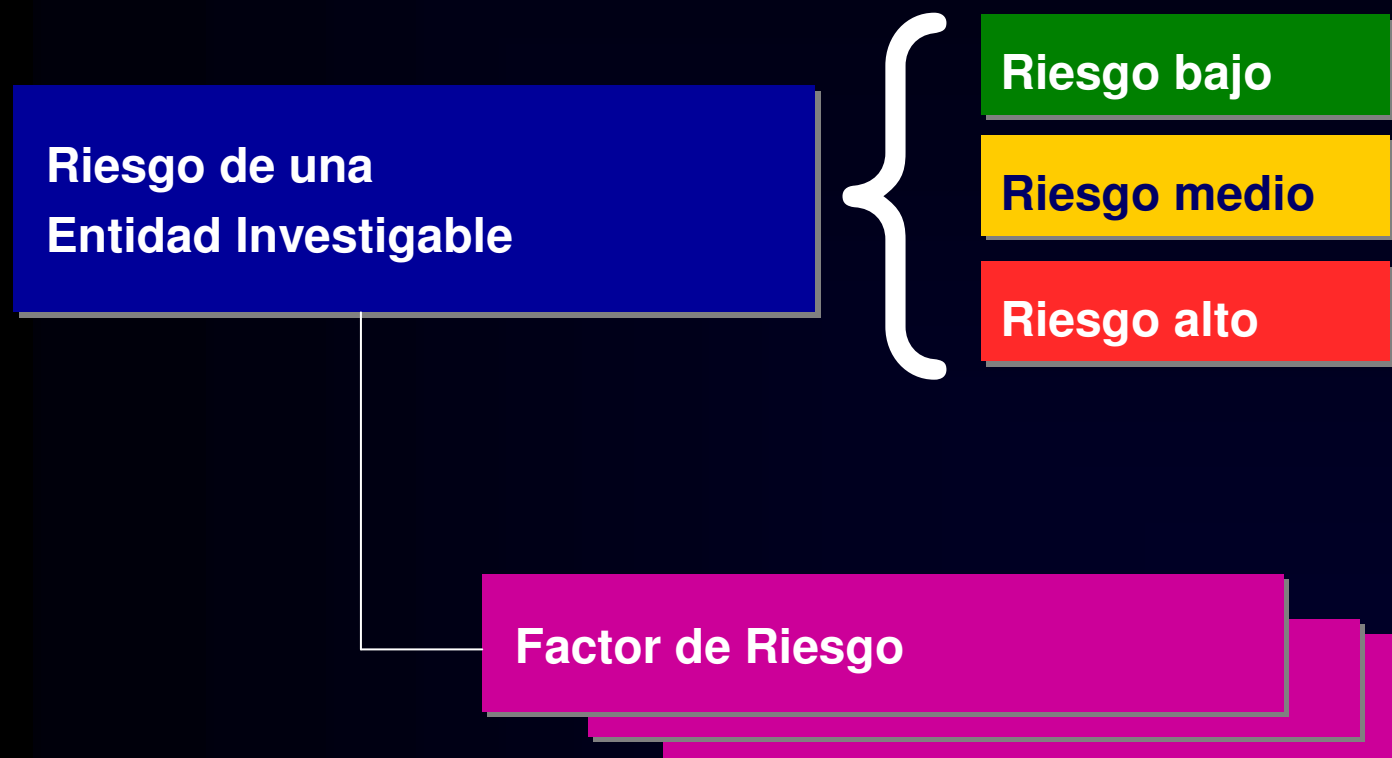 Riesgo de una
Entidad Investigable
Riesgo bajo
Riesgo medio
Riesgo alto
Factor de Riesgo